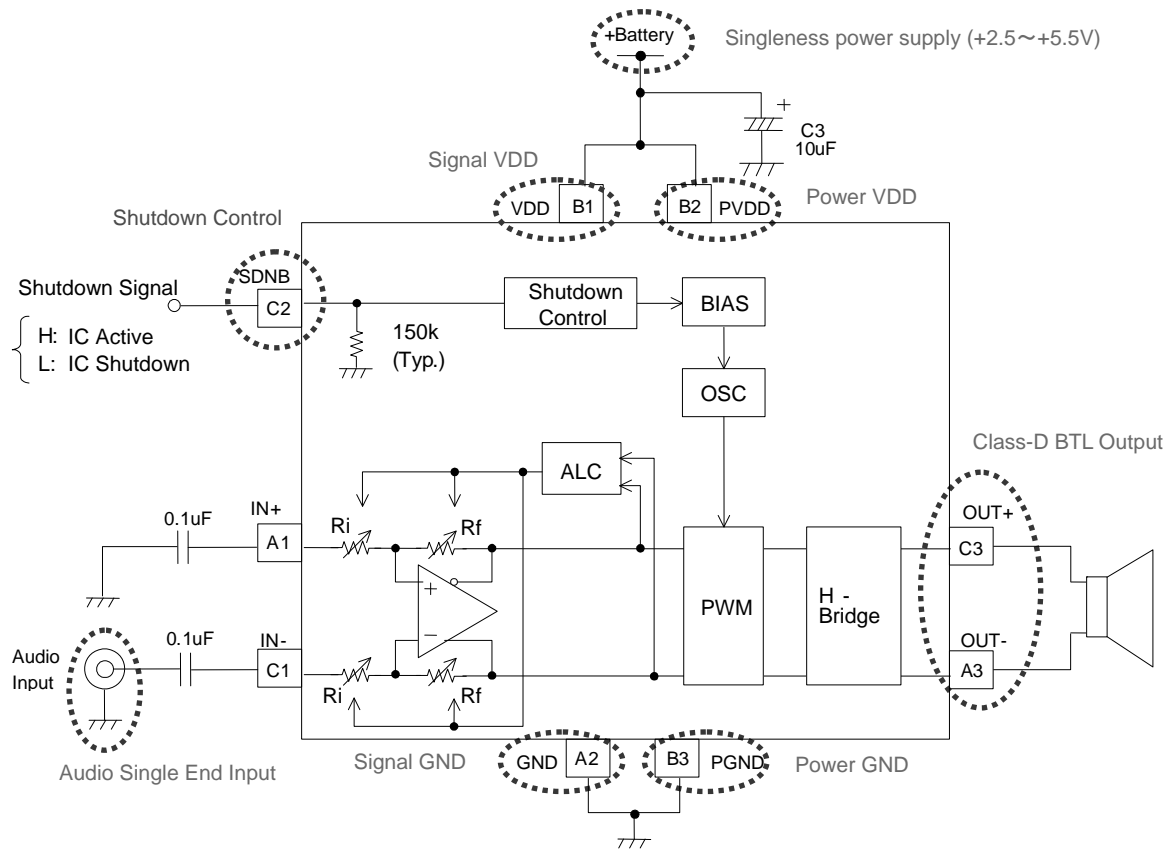 +Battery
Singleness power supply (+2.5～+5.5V)
+
C3
10uF
Signal VDD
VDD
B1
B2
PVDD
Power VDD
Shutdown Control
SDNB
C2
Shutdown Signal
H: IC Active
L: IC Shutdown
150k
(Typ.)
Shutdown
Control
BIAS
OSC
Class-D BTL Output
ALC
0.1uF
IN+
A1
Ri
Rf
+
−
PWM
H -
Bridge
OUT+
C3
OUT-
A3
Audio
Input
0.1uF
IN-
C1
Ri
Rf
Audio Single End Input
Signal GND
GND
A2
B3
PGND
Power GND